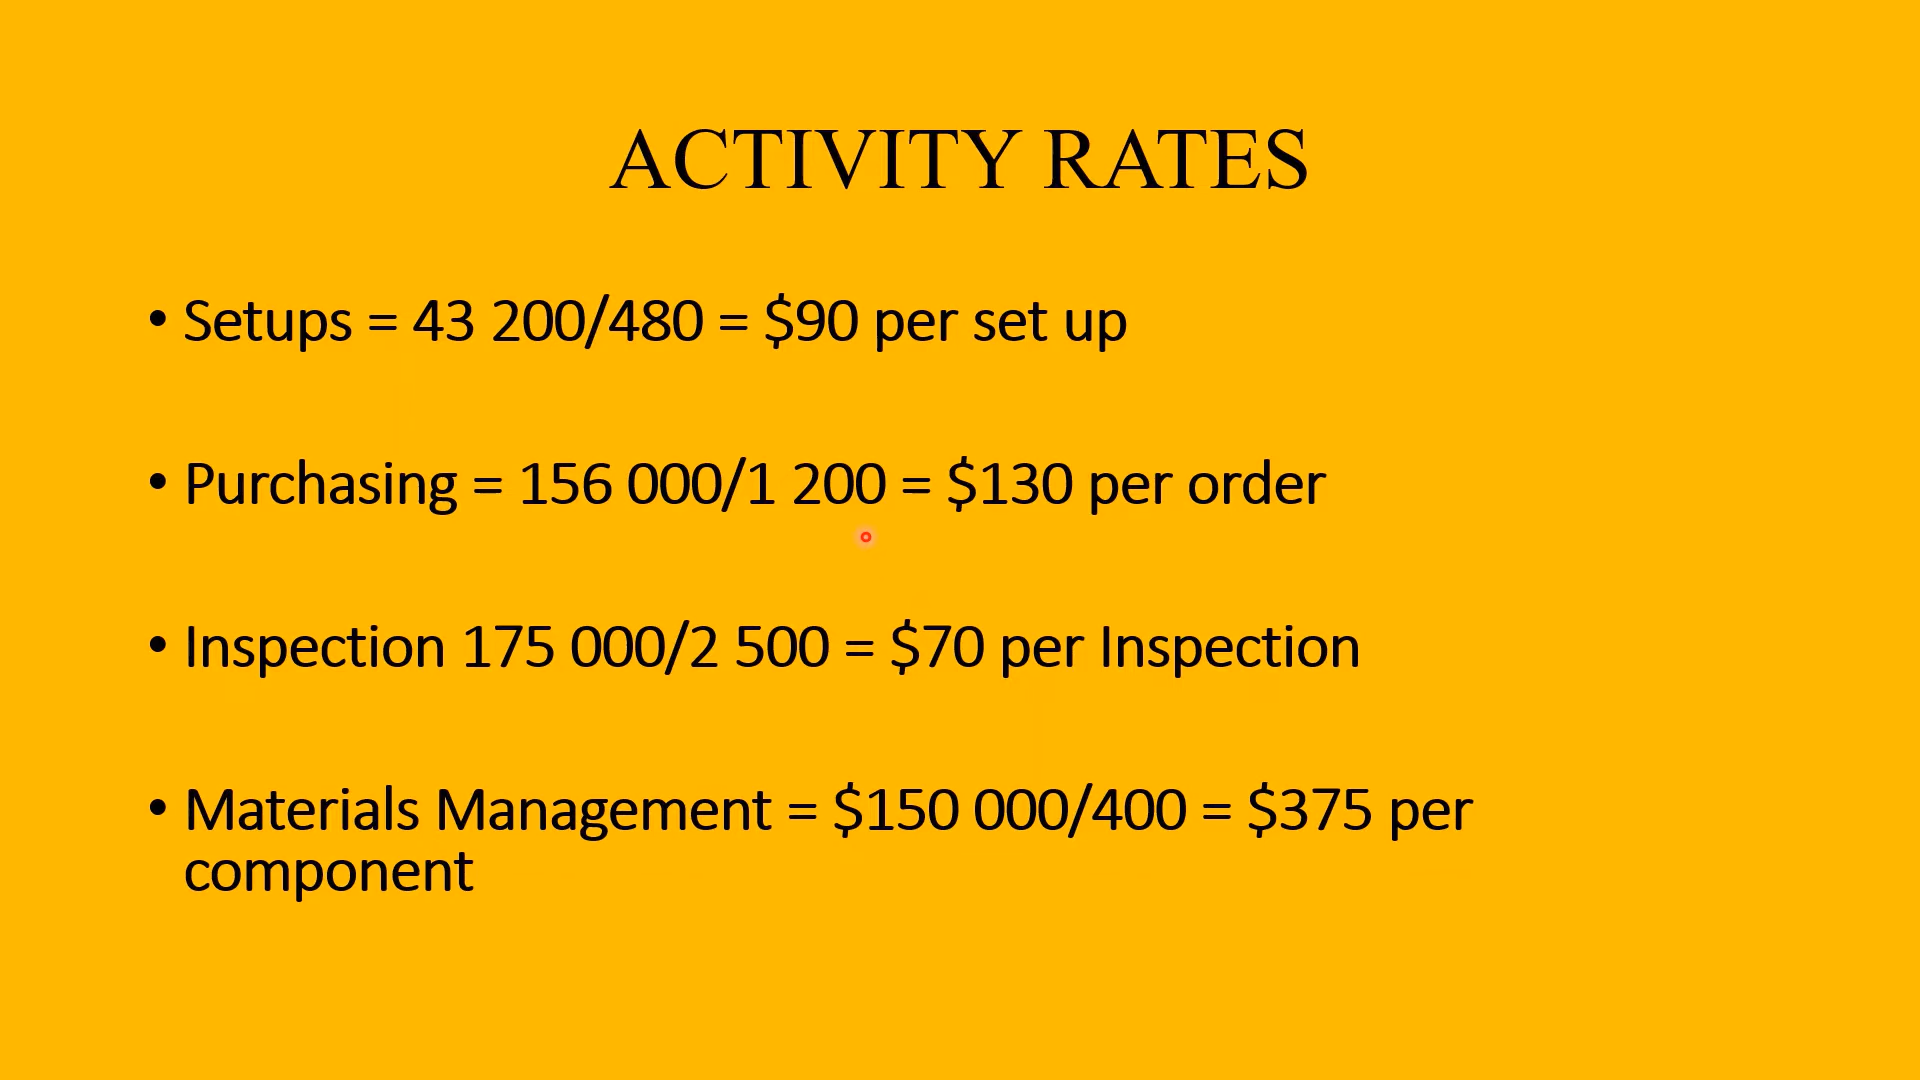 ACTIVITY RATES
• Setups = 43 200/480 = $90 per set up
• Purchasing = 156 000/1 200 = $130 per order
• Inspection 175 000/2 500 = $70 per Inspection
• Materials Management = $150 000/400 = $375 per
component